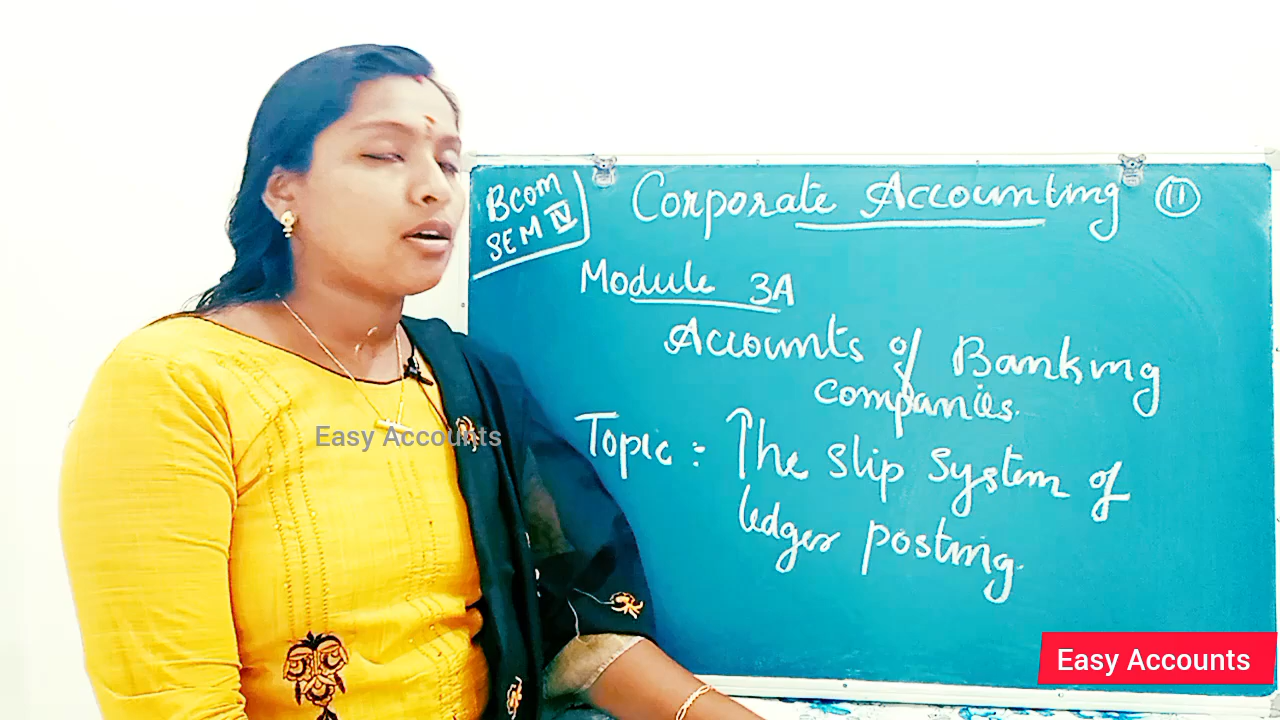 Bcom
SEM IV
Corporate Accounting 11
Module 3A
Accounts of Banking
companies.
Topic : The slip system of
ledger posting.
Easy Accounts
Easy Accounts